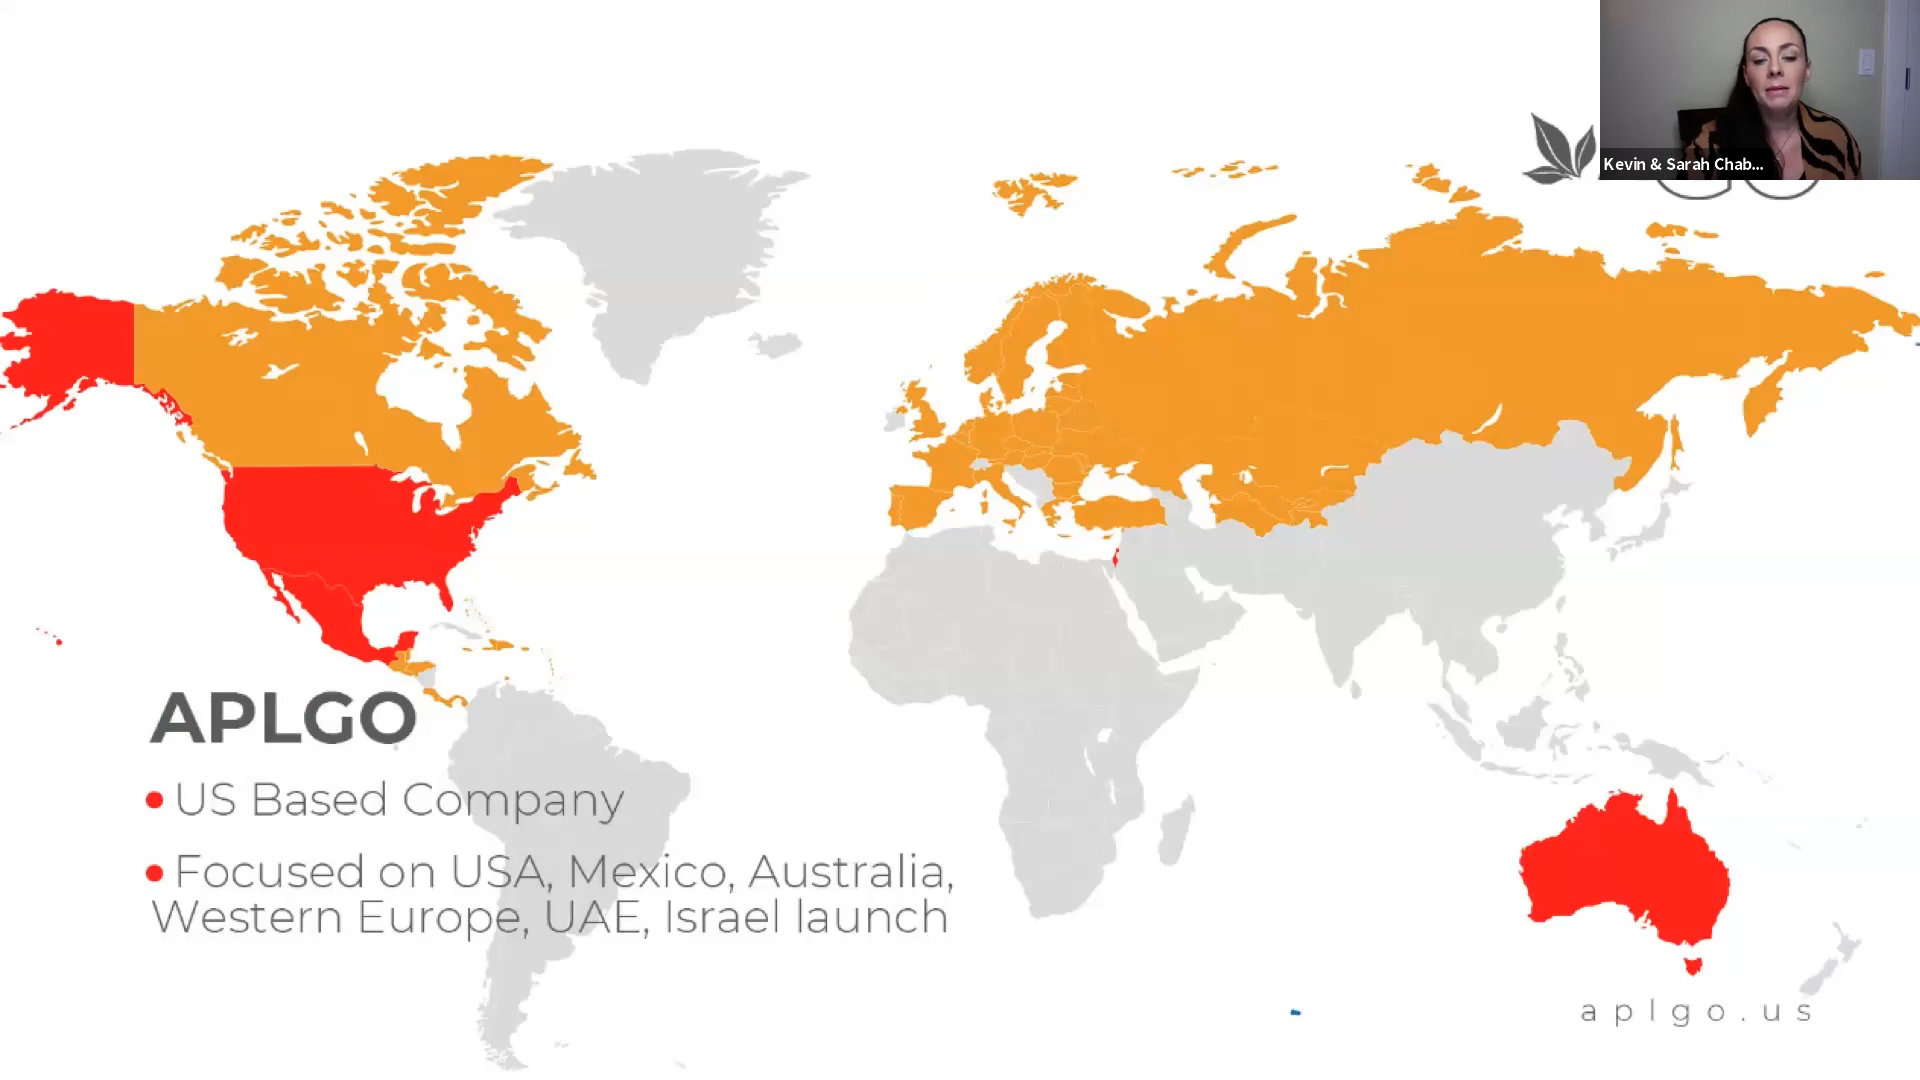 Kevin & Sarah Chab...
APLGO
US Based Company
Focused on USA, Mexico, Australia,
Western Europe, UAE, Israel launch
aplgo.us